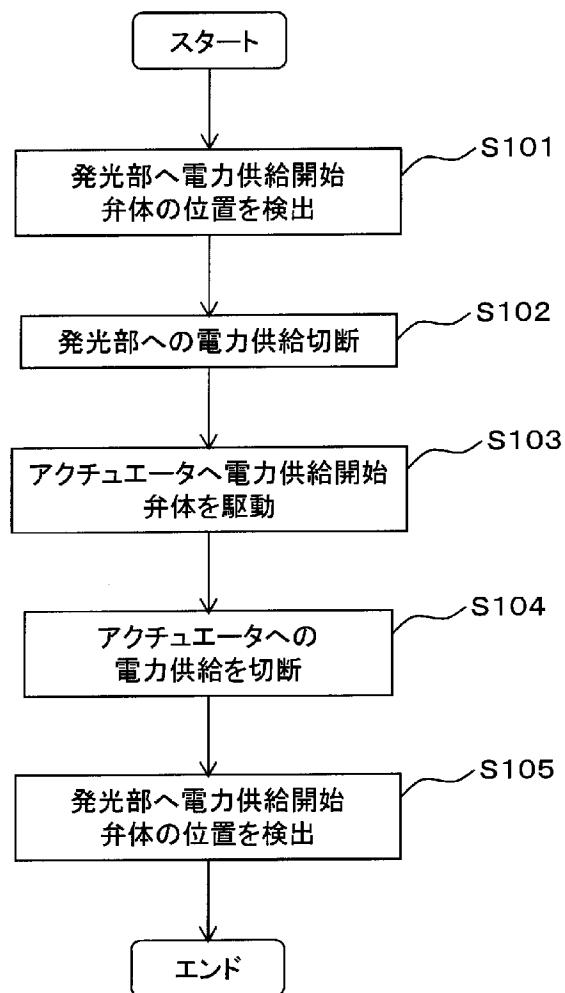 スタート
S101
発光部へ電力供給開始
弁体の位置を検出
S102
発光部への電力供給切断
S103
アクチュエータへ電力供給開始
弁体を駆動
S104
アクチュエータへの
電力供給を切断
S105
発光部へ電力供給開始
弁体の位置を検出
エンド